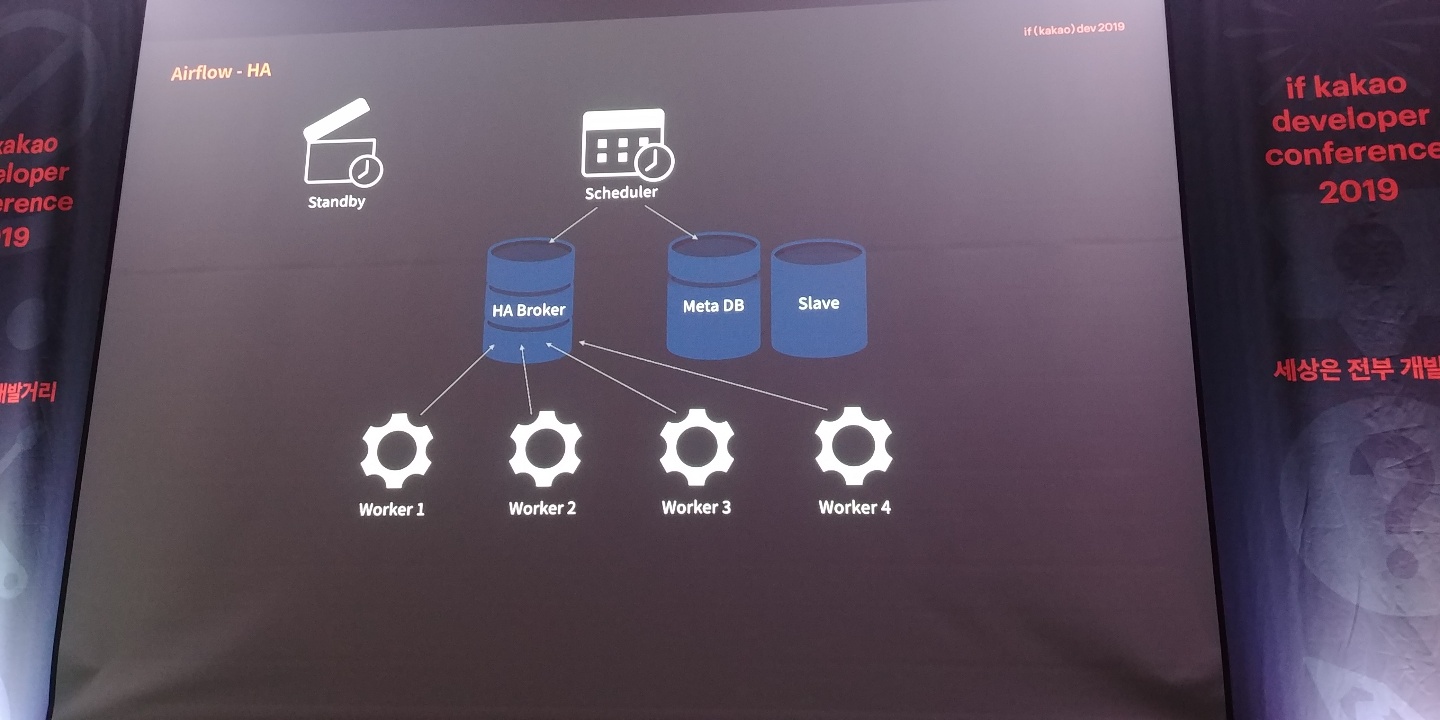 if(kakao)dev2019
Airflow - HA
Standby
Scheduler
HA Broker
Meta DB
Slave
Worker 1
Worker 2
Worker 3
Worker 4
if kakao
developer
conference
2019
세상은 전부 개발
kakao
eloper
erence
19
개발거리